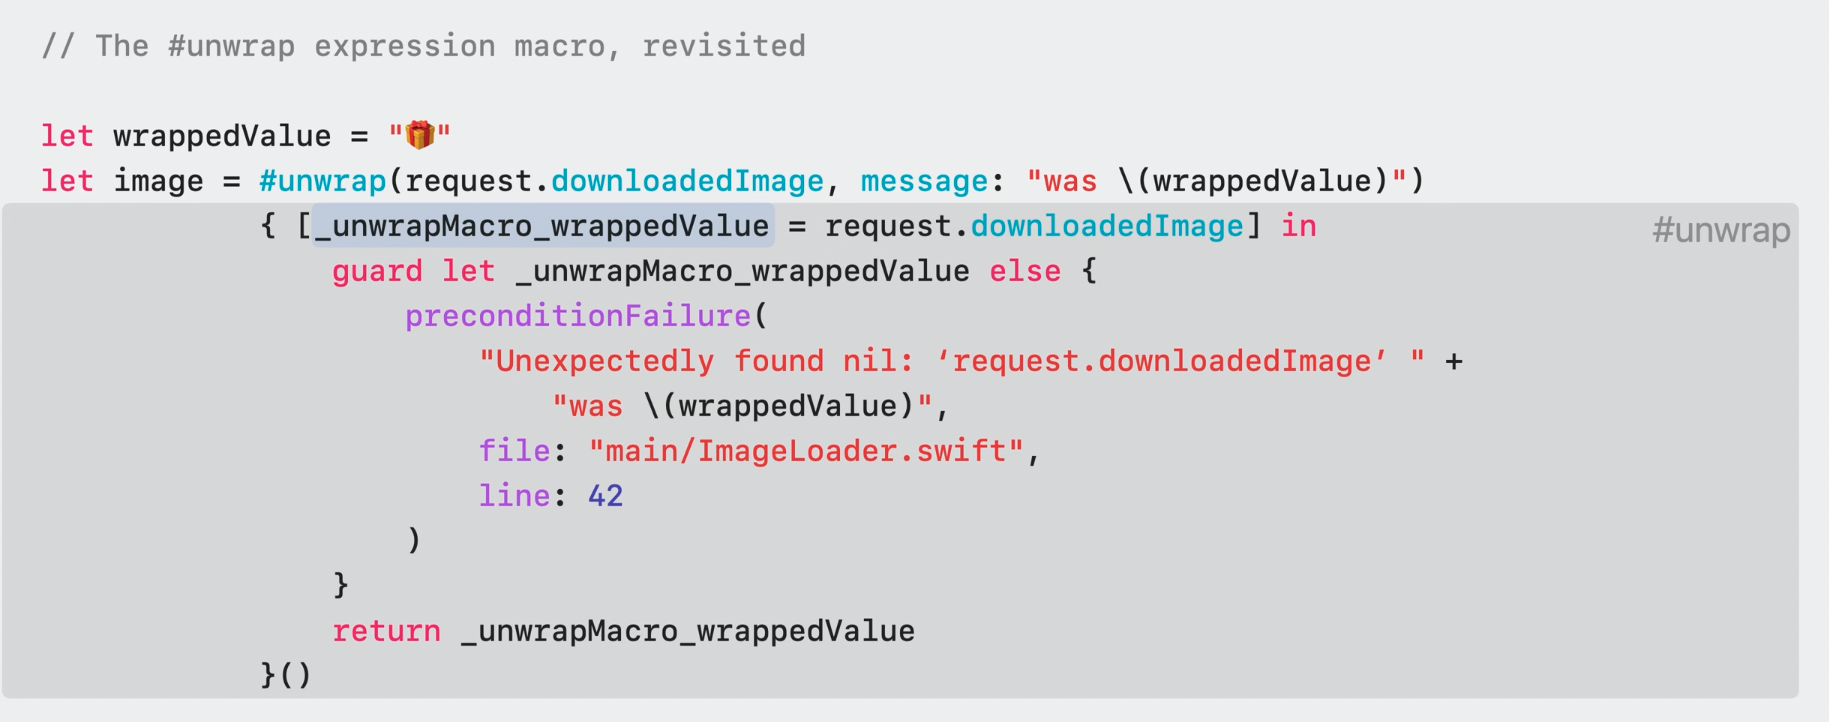 // The #unwrap expression macro, revisited
let wrappedValue = "🎁"
let image = #unwrap(request.downloadedImage, message: "was \(wrappedValue)")
{ [_unwrapMacro_wrappedValue = request.downloadedImage] in
#unwrap
guard let _unwrapMacro_wrappedValue else {
preconditionFailure(
"Unexpectedly found nil: ‘request.downloadedImage’ " +
"was \(wrappedValue)",
file: "main/ImageLoader.swift",
line: 42
)
}
return _unwrapMacro_wrappedValue
}()